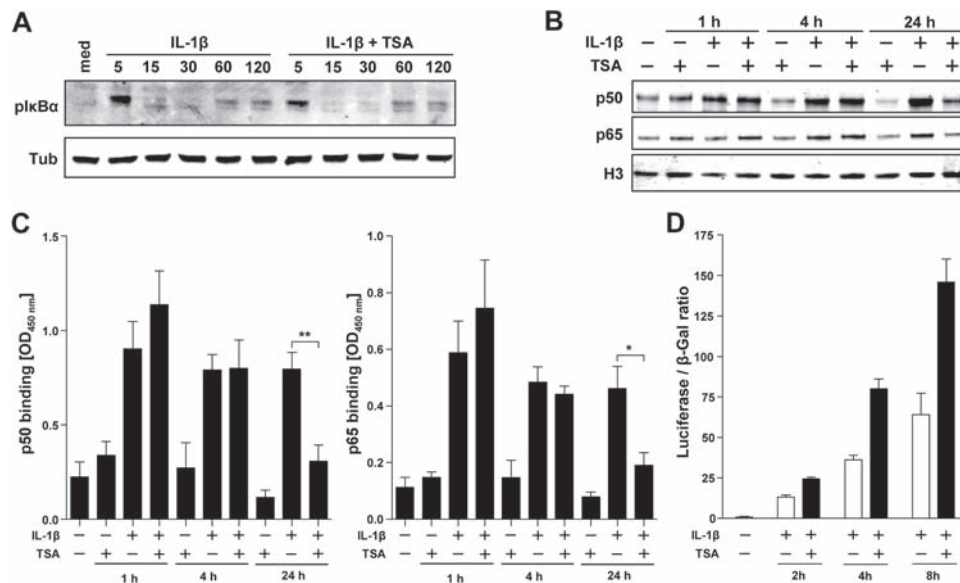 A
med
IL-1β
IL-1β + TSA
5 15 30 60 120 5 15 30 60 120
pIκBα
Tub
B
1 h 4 h 24 h
IL-1β – – + + – + + – + +
TSA – + – + + – + + – +
p50
p65
H3
C
p50 binding [OD450 nm]
1.5
1.0
0.5
0.0
IL-1β – – + + – + + – + +
TSA – + – + + – + + – +
1 h 4 h 24 h
**
p65 binding [OD450 nm]
1.0
0.8
0.6
0.4
0.2
0.0
– – + + – + + – + +
– + – + + – + + – +
1 h 4 h 24 h
*
D
Luciferase / β-Gal ratio
175
150
125
100
75
50
25
0
IL-1β – + + + + + +
TSA – – + – + – +
2h 4h 8h